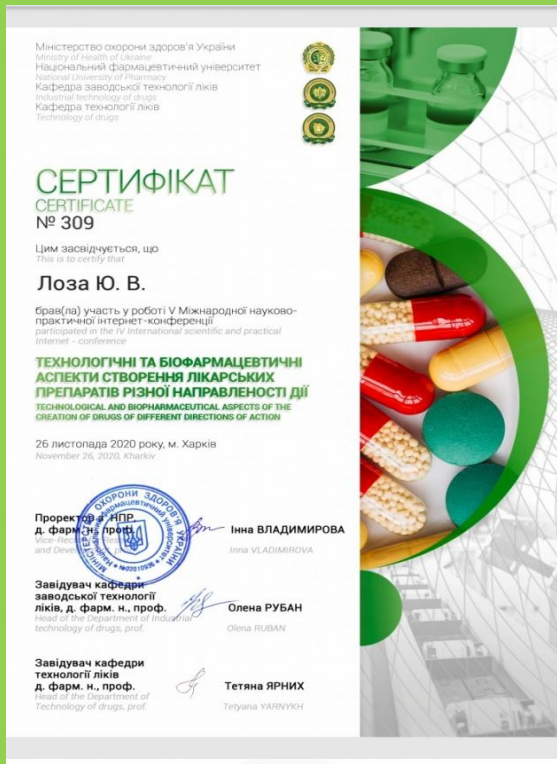 Міністерство охорони здоров'я України
Ministry of Health of Ukraine
Національний фармацевтичний університет
National University of Pharmacy
Кафедра заводської технології ліків
Industrial technology of drugs
Кафедра технології ліків
Technology of drugs
СЕРТИФІКАТ
CERTIFICATE
№ 309
Цим засвідчується, що
This is to certify that
Лоза Ю. В.
брав(ла) участь у роботі V Міжнародної науково-
практичної інтернет-конференції
participated in the IV International scientific and practical
Internet – conference
ТЕХНОЛОГІЧНІ ТА БІОФАРМАЦЕВТИЧНІ
АСПЕКТИ СТВОРЕННЯ ЛІКАРСЬКИХ
ПРЕПАРАТІВ РІЗНОЇ НАПРАВЛЕНОСТІ ДІЇ
TECHNOLOGICAL AND BIOPHARMACEUTICAL ASPECTS OF THE
CREATION OF DRUGS OF DIFFERENT DIRECTIONS OF ACTION
26 листопада 2020 року, м. Харків
November 26, 2020, Kharkiv
Проректор з НПР,
д. фарм. н., проф.
Інна ВЛАДИМИРОВА
Inna VLADIMIROVA
Завідувач кафедри
заводської технології
ліків, д. фарм. н., проф.
Head of the Department of Industrial
technology of drugs, prof.
Олена РУБАН
Olena RUBAN
Завідувач кафедри
технології ліків
д. фарм. н., проф.
Head of the Department of
Technology of drugs, prof.
Тетяна ЯРНИХ
Tetyana YARNYKH